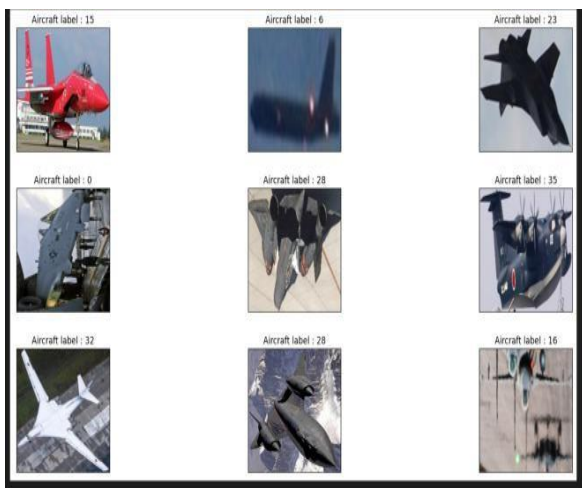 Aircraft label : 15
Aircraft label : 6
Aircraft label : 23
Aircraft label : 0
Aircraft label : 28
Aircraft label : 35
Aircraft label : 32
Aircraft label : 28
Aircraft label : 16